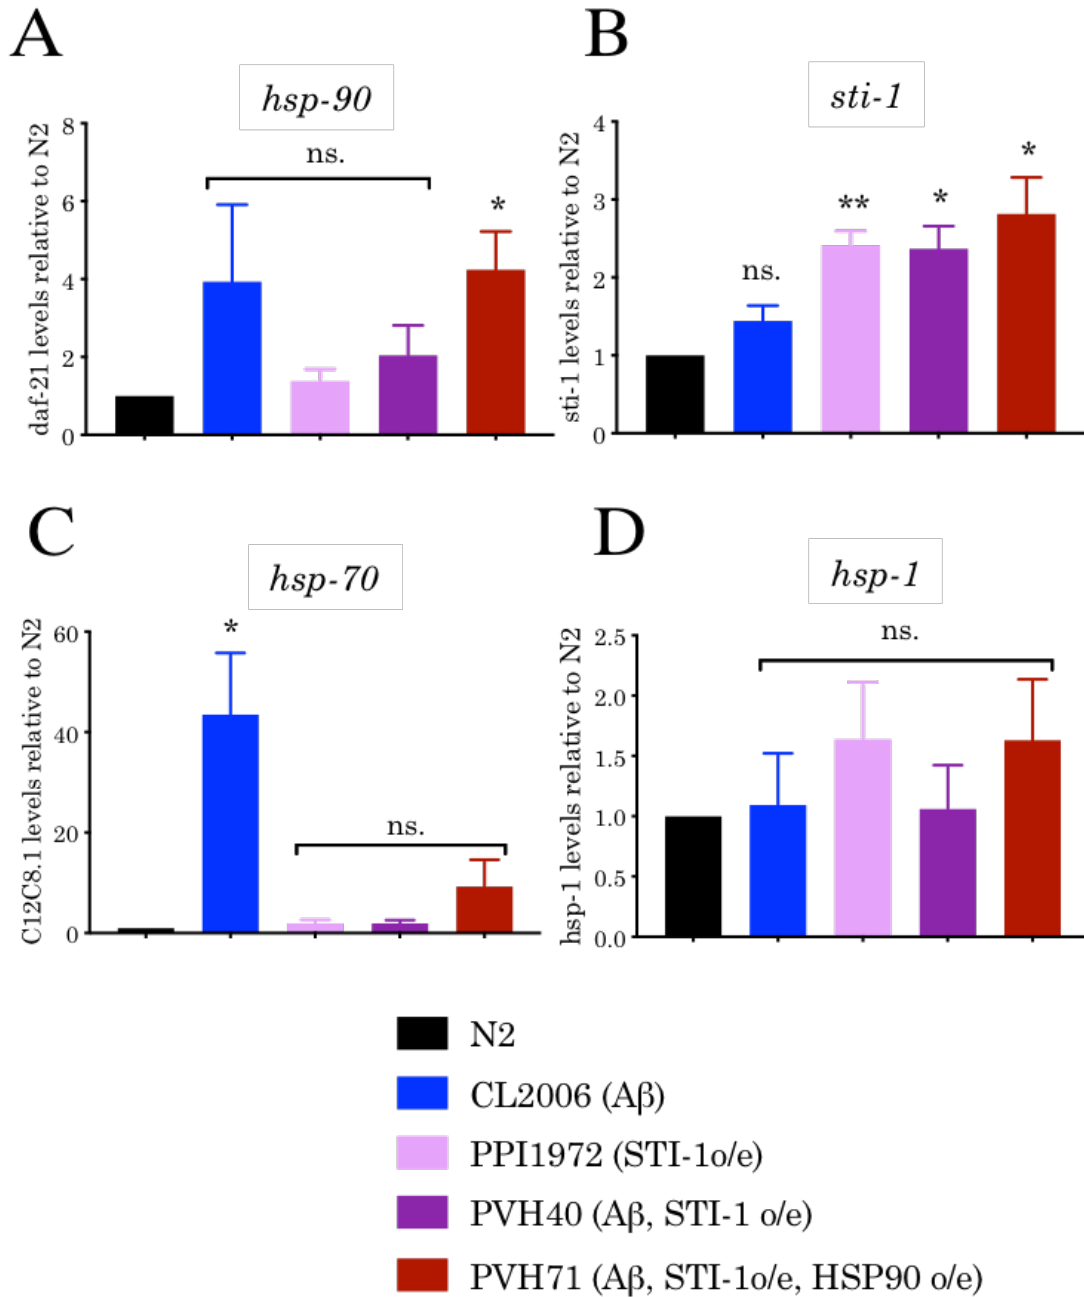 A
hsp-90
daf-21 levels relative to N2
8
6
4
2
0
ns.
*
B
sti-1
sti-1 levels relative to N2
4
3
2
1
0
ns.
**
*
*
C
hsp-70
C12C8.1 levels relative to N2
60
40
20
0
*
ns.
D
hsp-1
hsp-1 levels relative to N2
2.5
2.0
1.5
1.0
0.5
0.0
ns.
N2
CL2006 (Aβ)
PPI1972 (STI-1o/e)
PVH40 (Aβ, STI-1 o/e)
PVH71 (Aβ, STI-1o/e, HSP90 o/e)